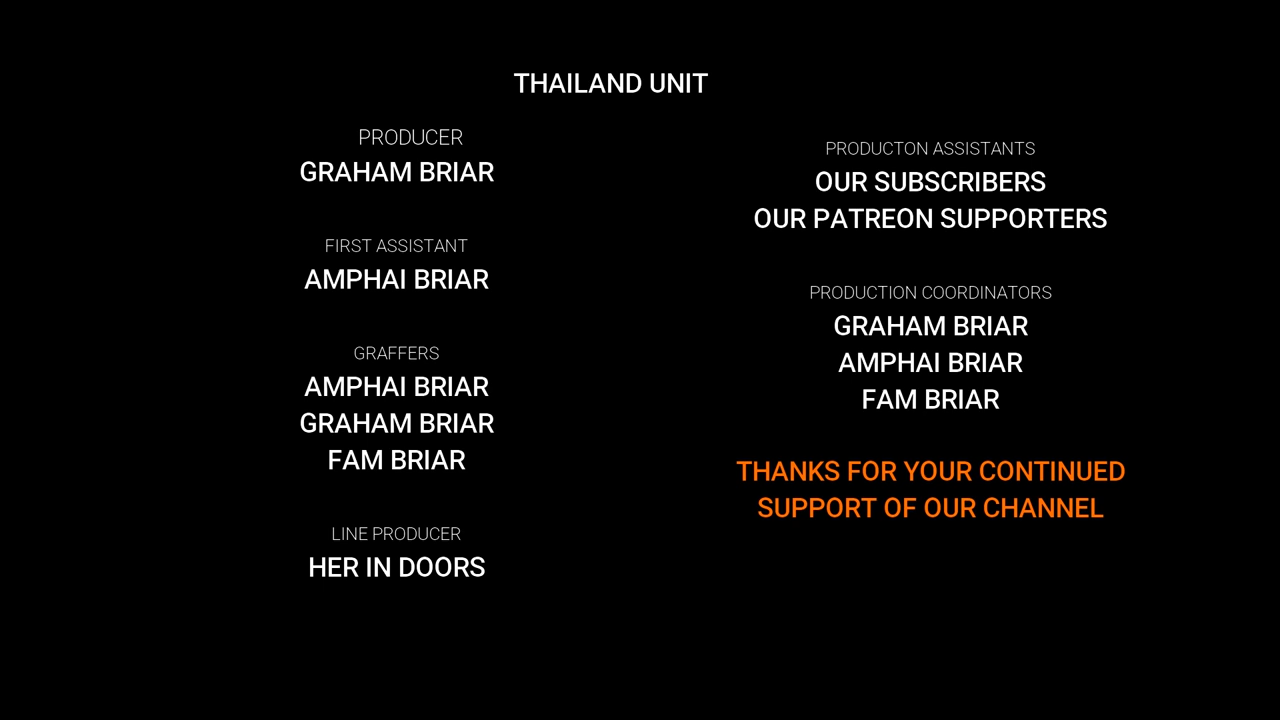 THAILAND UNIT
PRODUCER
GRAHAM BRIAR
FIRST ASSISTANT
AMPHAI BRIAR
GRAFFERS
AMPHAI BRIAR
GRAHAM BRIAR
FAM BRIAR
LINE PRODUCER
HER IN DOORS
PRODUCTON ASSISTANTS
OUR SUBSCRIBERS
OUR PATREON SUPPORTERS
PRODUCTION COORDINATORS
GRAHAM BRIAR
AMPHAI BRIAR
FAM BRIAR
THANKS FOR YOUR CONTINUED
SUPPORT OF OUR CHANNEL